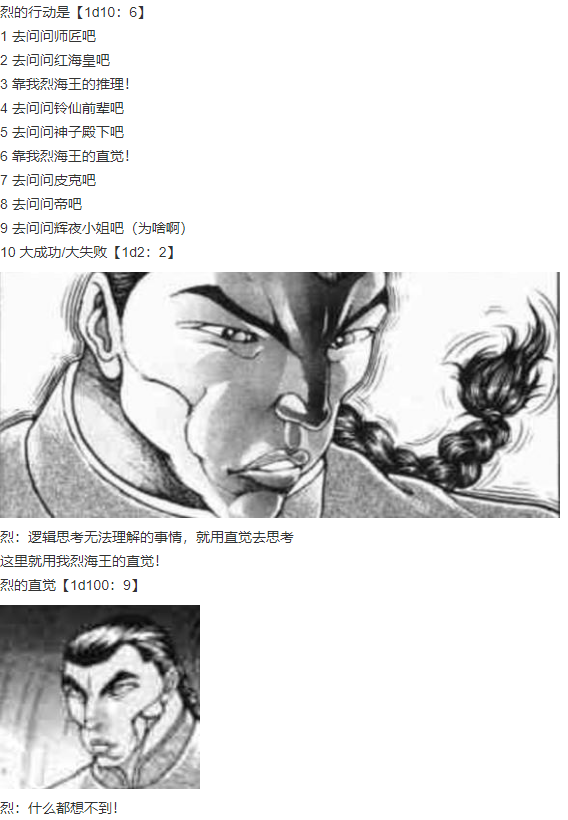 烈的行动是【1d10：6】
1 去问问师匠吧
2 去问问红海皇吧
3 靠我烈海王的推理！
4 去问问铃仙前辈吧
5 去问问神子殿下吧
6 靠我烈海王的直觉！
7 去问问皮克吧
8 去问问帝吧
9 去问问辉夜小姐吧（为啥啊）
10 大成功/大失败【1d2：2】
烈：逻辑思考无法理解的事情，就用直觉去思考
这里就用我烈海王的直觉！
烈的直觉【1d100：9】
烈：什么都想不到！